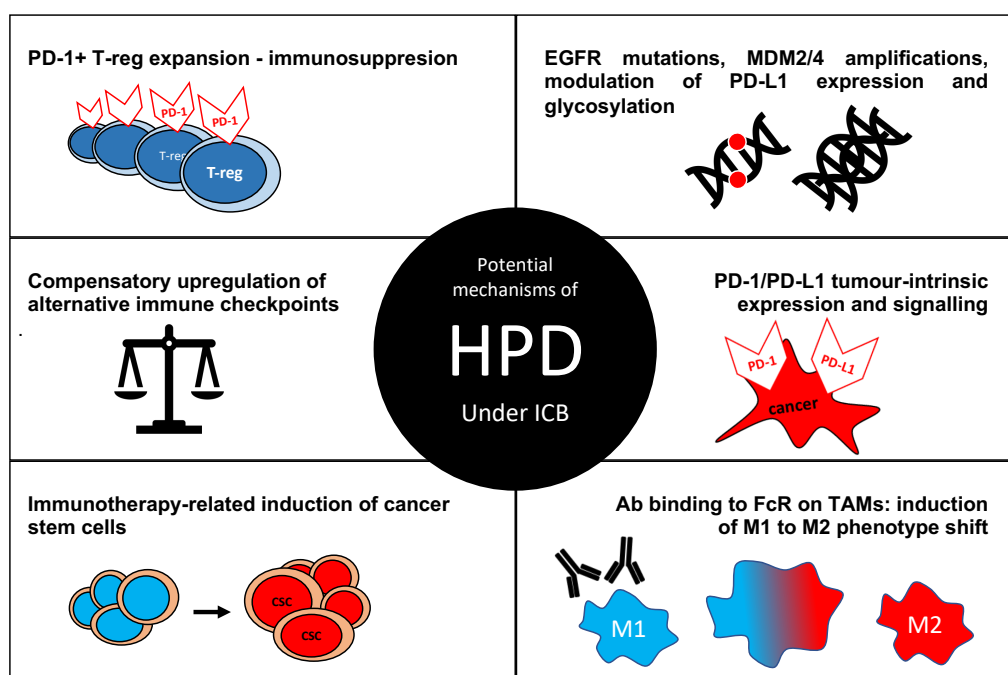 PD-1+ T-reg expansion - immunosuppresion
PD-1
PD-1
T-reg
T-reg
EGFR mutations, MDM2/4 amplifications,
modulation of PD-L1 expression and
glycosylation
Compensatory upregulation of
alternative immune checkpoints
.
Potential
mechanisms of
HPD
Under ICB
PD-1/PD-L1 tumour-intrinsic
expression and signalling
PD-1
PD-L1
cancer
Immunotherapy-related induction of cancer
stem cells
CSC
CSC
Ab binding to FcR on TAMs: induction
of M1 to M2 phenotype shift
M1
M2